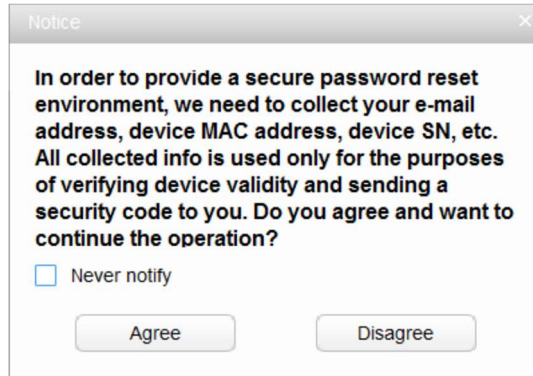 Notice
In order to provide a secure password reset
environment, we need to collect your e-mail
address, device MAC address, device SN, etc.
All collected info is used only for the purposes
of verifying device validity and sending a
security code to you. Do you agree and want to
continue the operation?
Never notify
Agree
Disagree